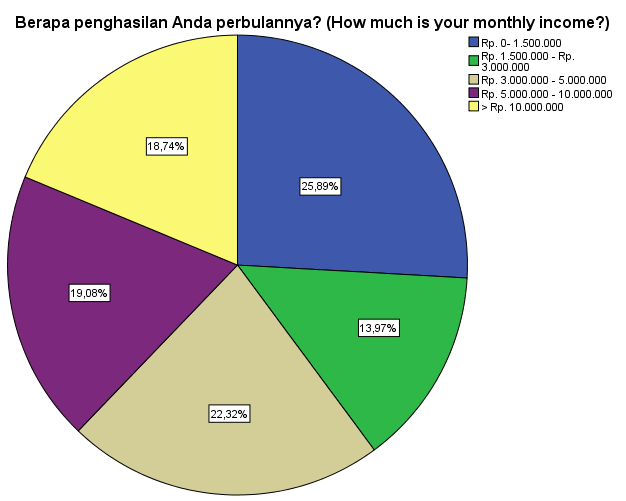 Berapa penghasilan Anda perbulannya? (How much is your monthly income?)
Rp. 0- 1.500.000
Rp. 1.500.000 - Rp.
3.000.000
Rp. 3.000.000 - 5.000.000
Rp. 5.000.000 - 10.000.000
> Rp. 10.000.000
18,74%
25,89%
19,08%
13,97%
22,32%